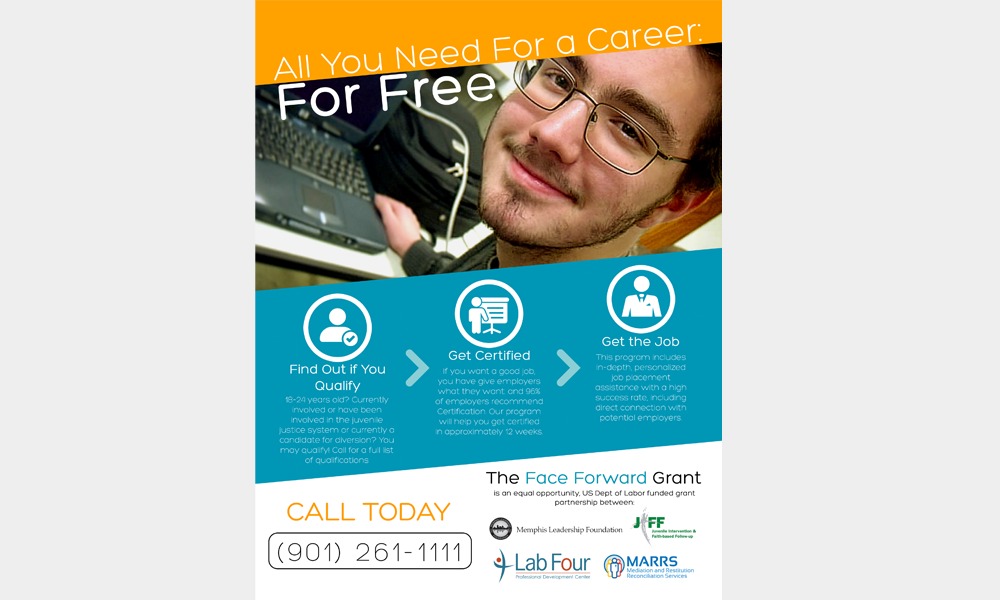 All You Need For a Career:
For Free
Find Out if You
Qualify
18-24 years old? Currently
involved or have been
involved in the juvenile
justice system or currently a
candidate for diversion? You
may qualify! Call for a full list
of qualifications
Get Certified
If you want a good job,
you have give employers
what they want, and 96%
of employers recommend
Certification. Our program
will help you get certified
in approximately 12 weeks.
Get the Job
This program includes
in-depth, personalized
job placement
assistance with a high
success rate, including
direct connection with
potential employers.
CALL TODAY
(901) 261-1111
The Face Forward Grant
is an equal opportunity, US Dept of Labor funded grant
partnership between:
Memphis Leadership Foundation
JIFF
Juvenile Intervention &
Faith-based Follow-up
Lab Four
Professional Development Center
MARRS
Mediation and Restitution
Reconciliation Services